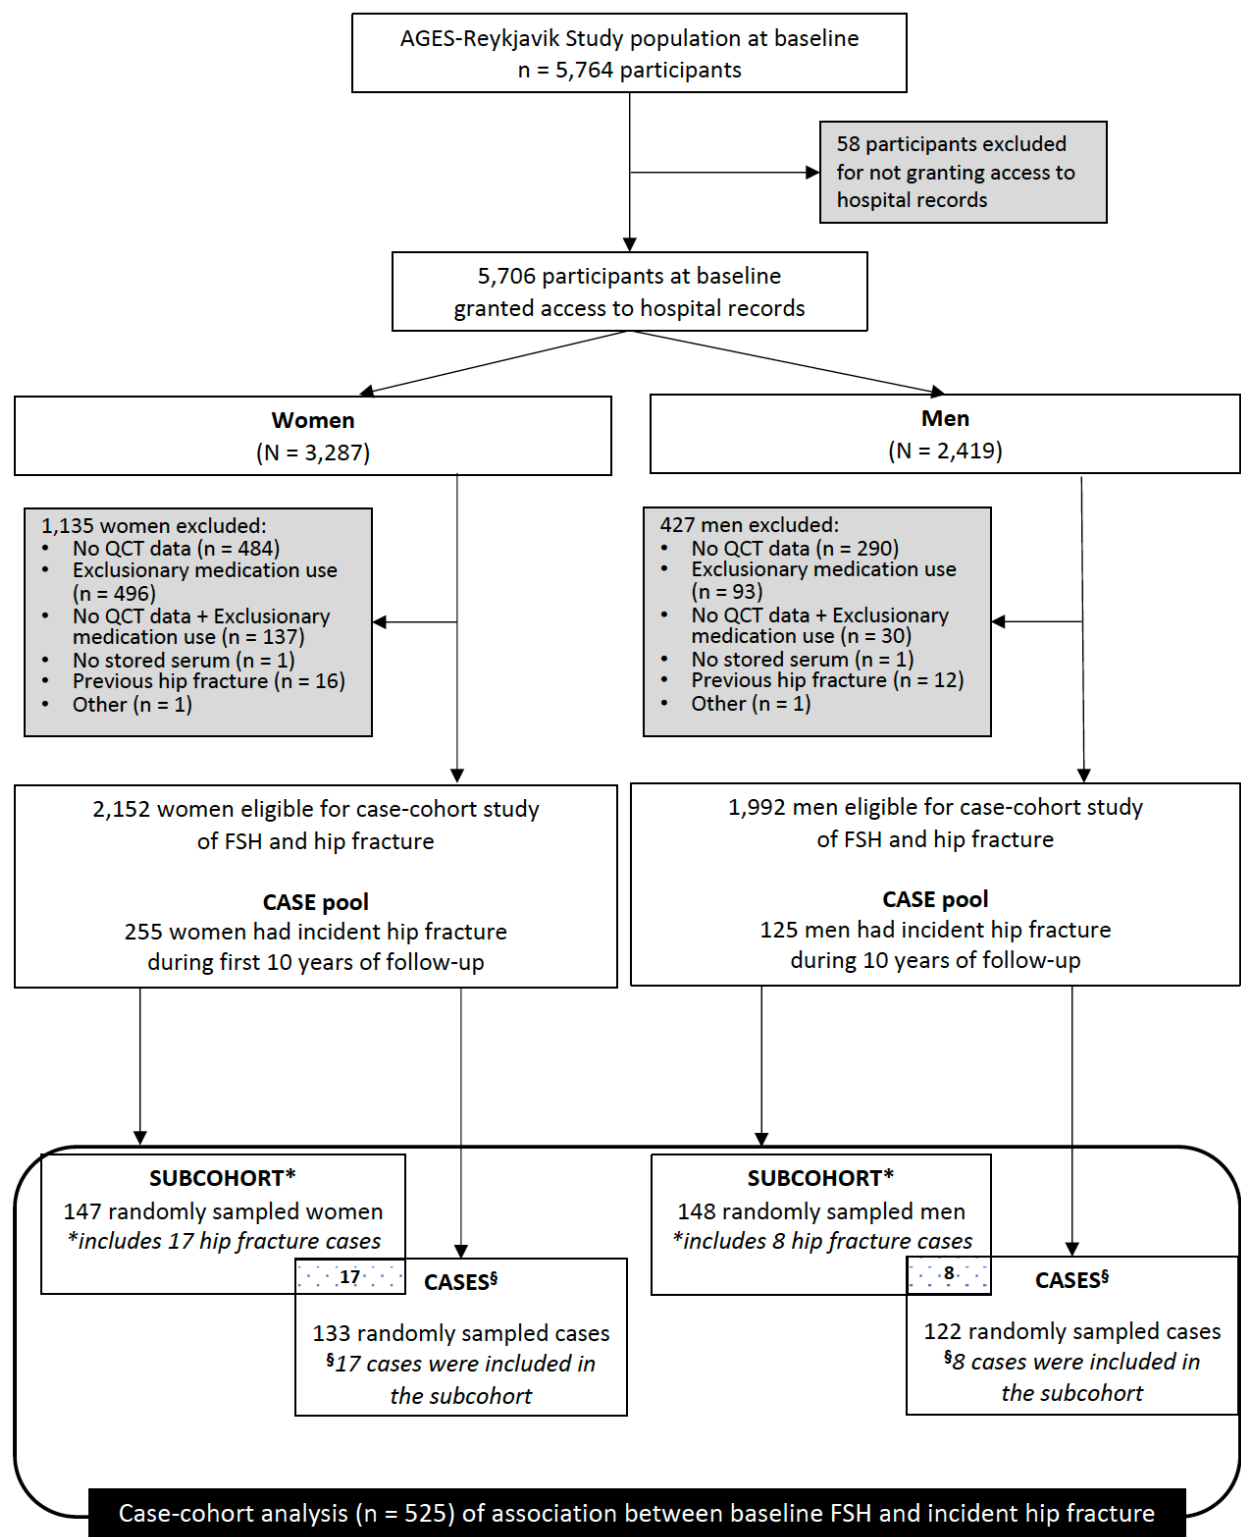 AGES-Reykjavik Study population at baseline
n = 5,764 participants
58 participants excluded
for not granting access to
hospital records
5,706 participants at baseline
granted access to hospital records
Women
(N = 3,287)
Men
(N = 2,419)
1,135 women excluded:
• No QCT data (n = 484)
• Exclusionary medication use
(n = 496)
• No QCT data + Exclusionary
medication use (n = 137)
• No stored serum (n = 1)
• Previous hip fracture (n = 16)
• Other (n = 1)
427 men excluded:
• No QCT data (n = 290)
• Exclusionary medication use
(n = 93)
• No QCT data + Exclusionary
medication use (n = 30)
• No stored serum (n = 1)
• Previous hip fracture (n = 12)
• Other (n = 1)
2,152 women eligible for case-cohort study
of FSH and hip fracture
CASE pool
255 women had incident hip fracture
during first 10 years of follow-up
1,992 men eligible for case-cohort study
of FSH and hip fracture
CASE pool
125 men had incident hip fracture
during 10 years of follow-up
SUBCOHORT*
147 randomly sampled women
*includes 17 hip fracture cases
17
CASES§
133 randomly sampled cases
§17 cases were included in
the subcohort
SUBCOHORT*
148 randomly sampled men
*includes 8 hip fracture cases
8
CASES§
122 randomly sampled cases
§8 cases were included in
the subcohort
Case-cohort analysis (n = 525) of association between baseline FSH and incident hip fracture